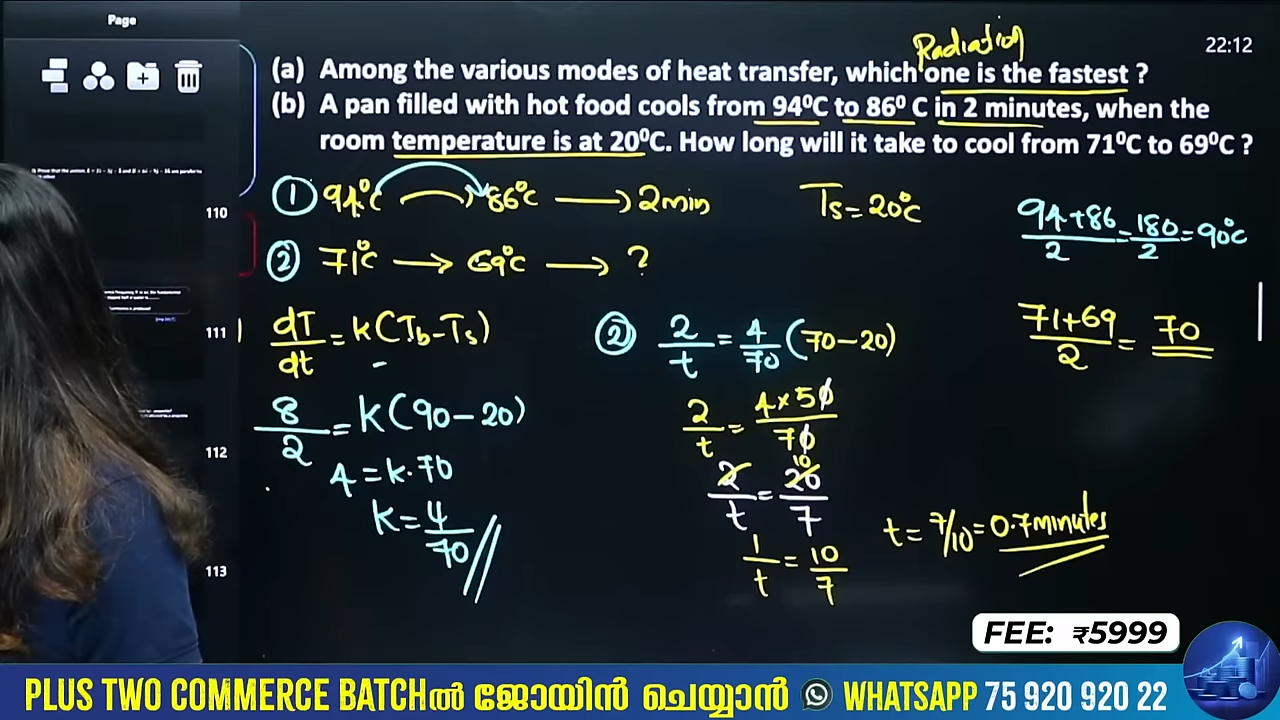 Page
22:12
Radiation
(a) Among the various modes of heat transfer, which one is the fastest ?
(b) A pan filled with hot food cools from 94⁰C to 86⁰ C in 2 minutes, when the
room temperature is at 20⁰C. How long will it take to cool from 71⁰C to 69⁰C ?
110
① 94°C → 86°C → 2min
Ts = 20°C
94+86/2 = 180/2 = 90°C
② 71°C → 69°C → ?
111
dT/dt = k(Tb-Ts)
② 2/t = 4/70 (70-20)
71+69/2 = 70
8/2 = k(90-20)
2/t = 4×50/70
112
4 = k·70
2/t = 20/7
10
k = 4/70
t = 7/10 = 0.7minutes
1/t = 10/7
113
FEE: ₹5999
PLUS TWO COMMERCE BATCHൽ ജോയിൻ ചെയ്യാൻ WHATSAPP 75 920 920 22